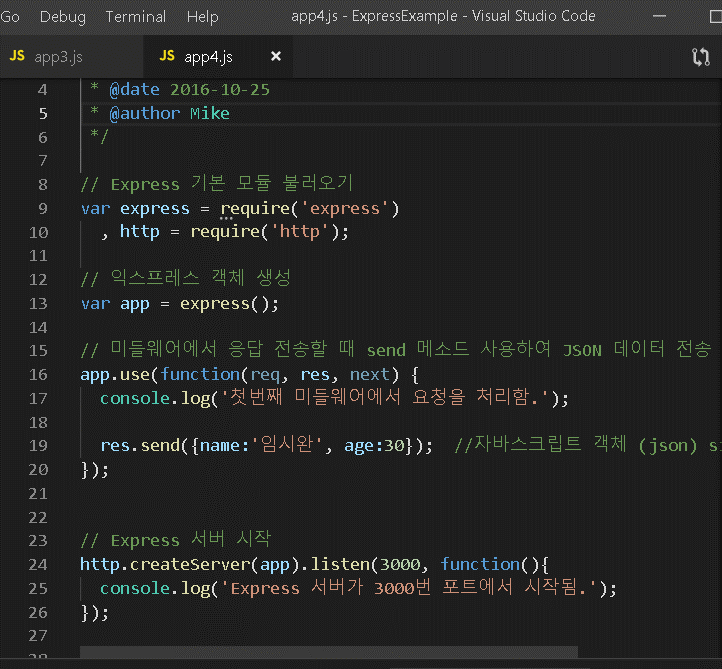 Go Debug Terminal Help app4.js - ExpressExample - Visual Studio Code
JS app3.js JS app4.js ×
4 * @date 2016-10-25
5 * @author Mike
6 */
7
8 // Express 기본 모듈 불러오기
9 var express = require('express')
10 , http = require('http');
11
12 // 익스프레스 객체 생성
13 var app = express();
14
15 // 미들웨어에서 응답 전송할 때 send 메소드 사용하여 JSON 데이터 전송
16 app.use(function(req, res, next) {
17 console.log('첫번째 미들웨어에서 요청을 처리함.');
18
19 res.send({name:'임시완', age:30}); //자바스크립트 객체 (json)
20 });
21
22
23 // Express 서버 시작
24 http.createServer(app).listen(3000, function(){
25 console.log('Express 서버가 3000번 포트에서 시작됨.');
26 });
27